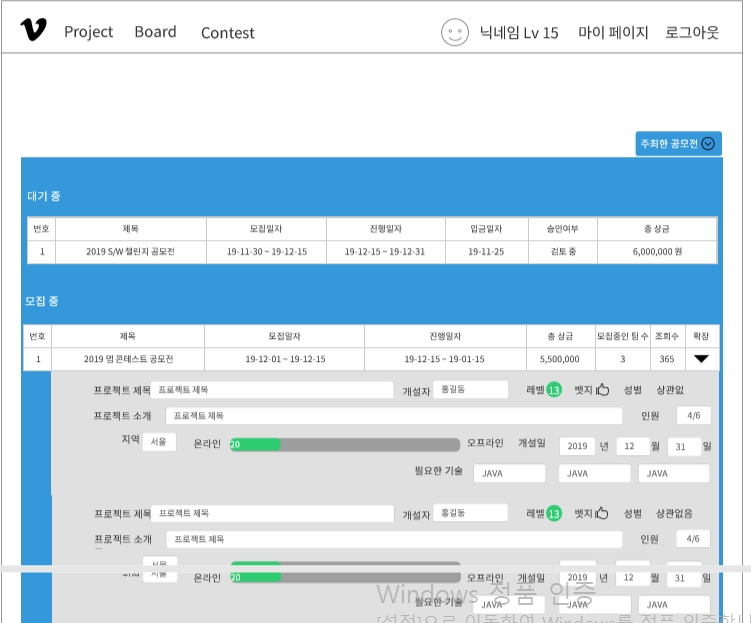 Project Board Contest 닉네임 Lv 15 마이 페이지 로그아웃
주최한 공모전
대기 중
번호 제목 모집일자 진행일자 입금일자 승인여부 총 상금
1 2019 S/W 챌린지 공모전 19-11-30 ~ 19-12-15 19-12-15 ~ 19-12-31 19-11-25 검토 중 6,000,000 원
모집 중
번호 제목 모집일자 진행일자 총 상금 모집중인 팀 수 조회수 확장
1 2019 맵 콘테스트 공모전 19-12-01 ~ 19-12-15 19-12-15 ~ 19-01-15 5,500,000 3 365
프로젝트 제목 프로젝트 제목 개설자 홍길동 레벨 13 뱃지 성별 상관없
프로젝트 소개 프로젝트 제목 인원 4/6
지역 서울 온라인 20 오프라인 개설일 2019 년 12 월 31 일
필요한 기술 JAVA JAVA JAVA
프로젝트 제목 프로젝트 제목 개설자 홍길동 레벨 13 뱃지 성별 상관없음
프로젝트 소개 프로젝트 제목 인원 4/6
서울 온라인 20 오프라인 개설일 2019 년 12 월 31 일
Windows 정품 인증
필요한 기술 JAVA JAVA JAVA
[설정]으로 이동하여 Windows를 정품 인증합니